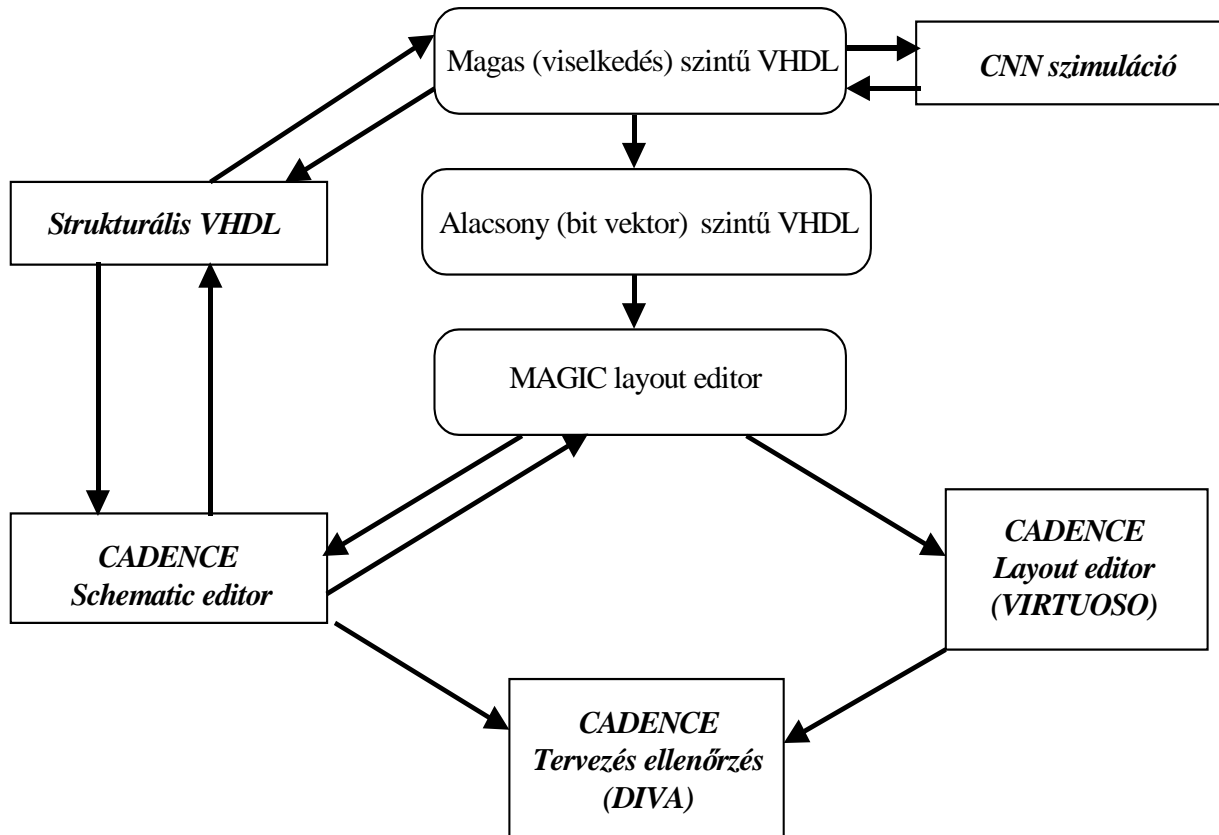 Magas (viselkedés) szintű VHDL
CNN szimuláció
Strukturális VHDL
Alacsony (bit vektor) szintű VHDL
MAGIC layout editor
CADENCE
Schematic editor
CADENCE
Layout editor
(VIRTUOSO)
CADENCE
Tervezés ellenőrzés
(DIVA)